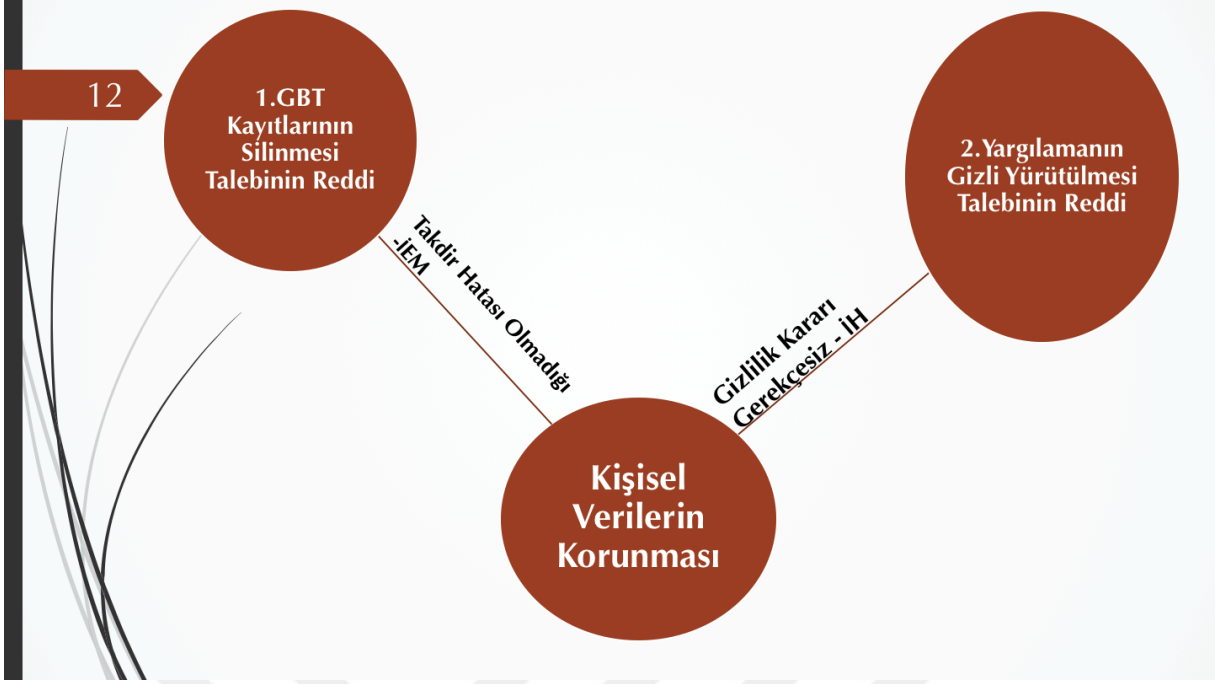 12
1.GBT
Kayıtlarının
Silinmesi
Talebinin Reddi
2.Yargılamanın
Gizli Yürütülmesi
Talebinin Reddi
Takdir Hatası Olmadığı
-İEM
Gizlilik Kararı
Gerekçesiz - İH
Kişisel
Verilerin
Korunması